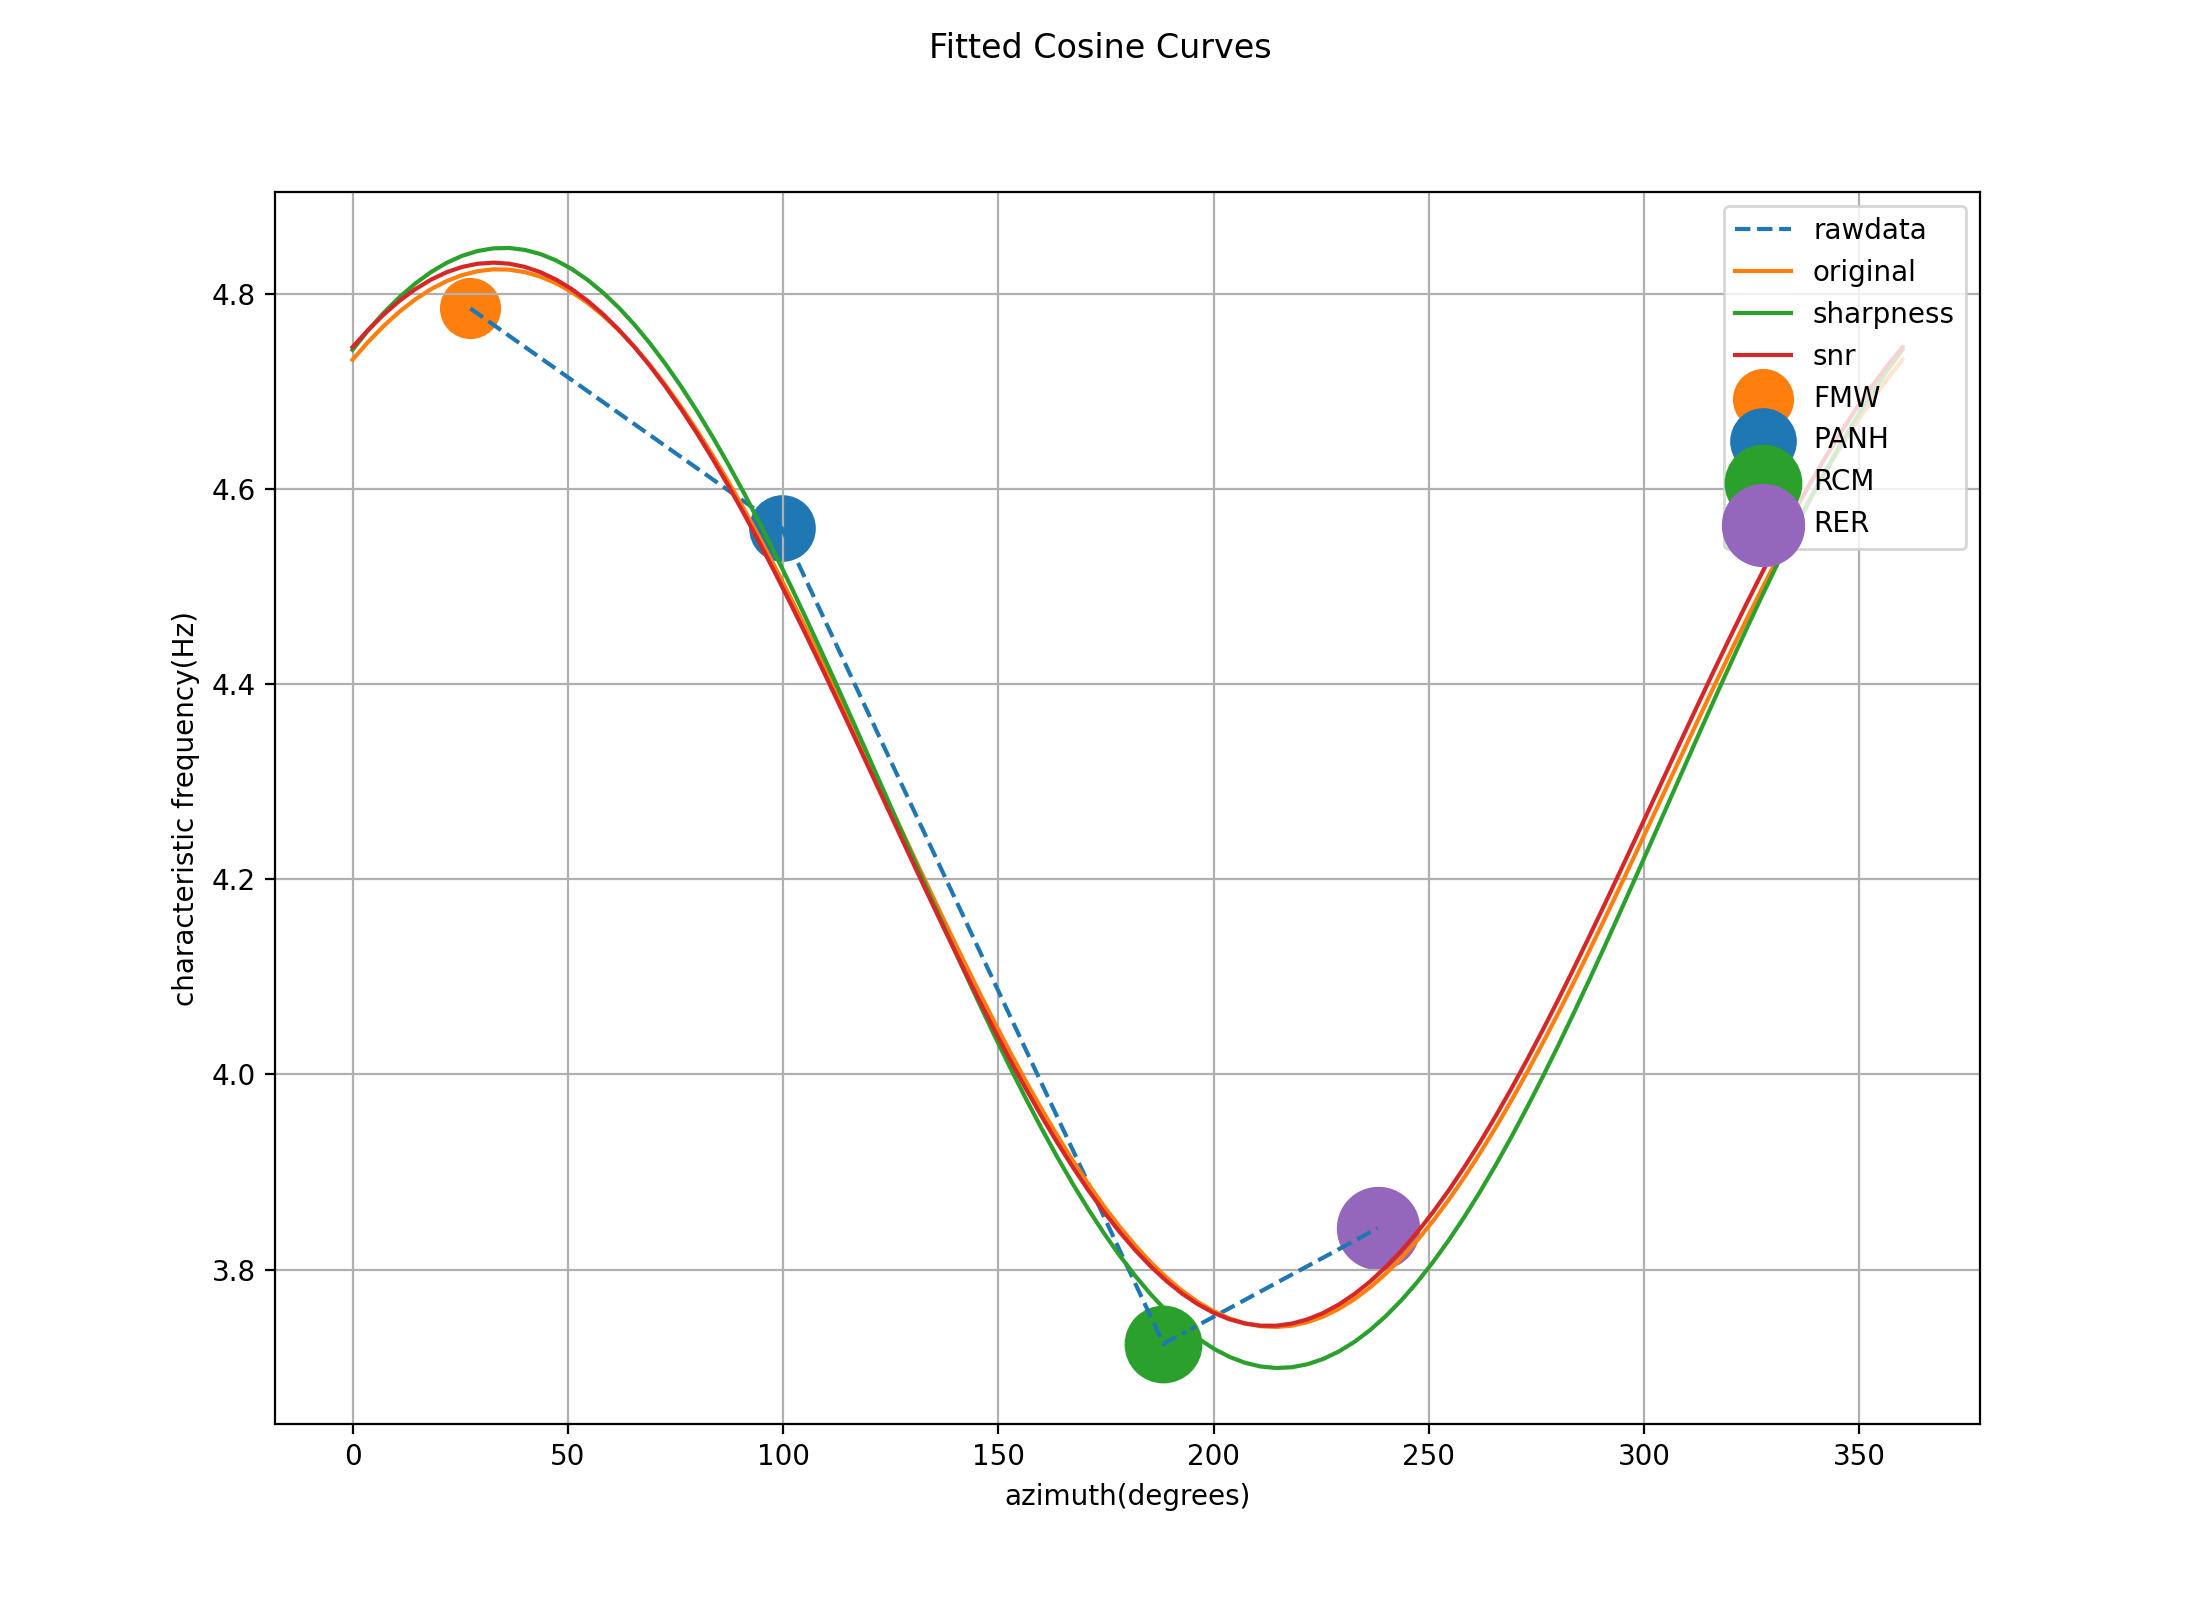 Fitted Cosine Curves
rawdata
original
sharpness
snr
FMW
PANH
RCM
RER
characteristic frequency(Hz)
4.8
4.6
4.4
4.2
4.0
3.8
0 50 100 150 200 250 300 350
azimuth(degrees)